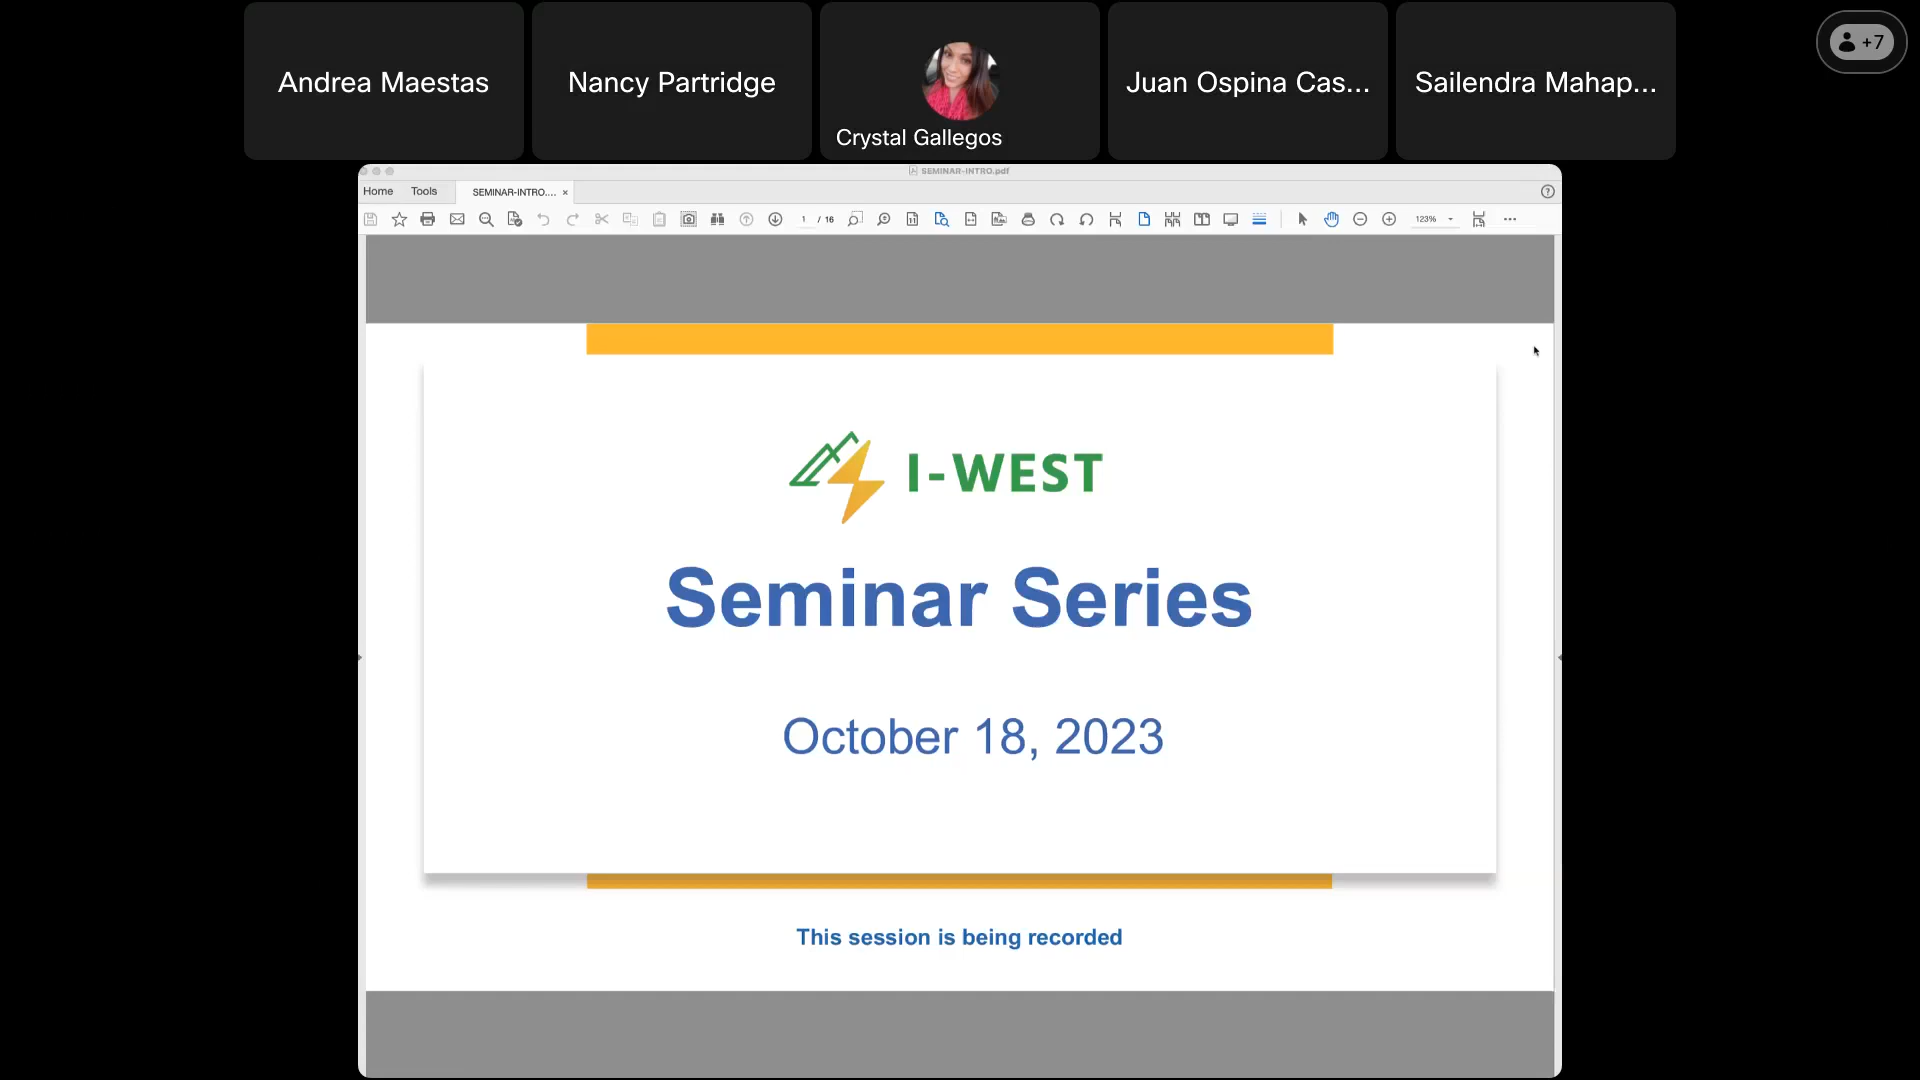 Andrea Maestas
Nancy Partridge
Crystal Gallegos
Juan Ospina Cas...
Sailendra Mahap...
+7
SEMINAR-INTRO.pdf
Home
Tools
SEMINAR-INTRO.... ×
1 / 16
123%
I-WEST
Seminar Series
October 18, 2023
This session is being recorded